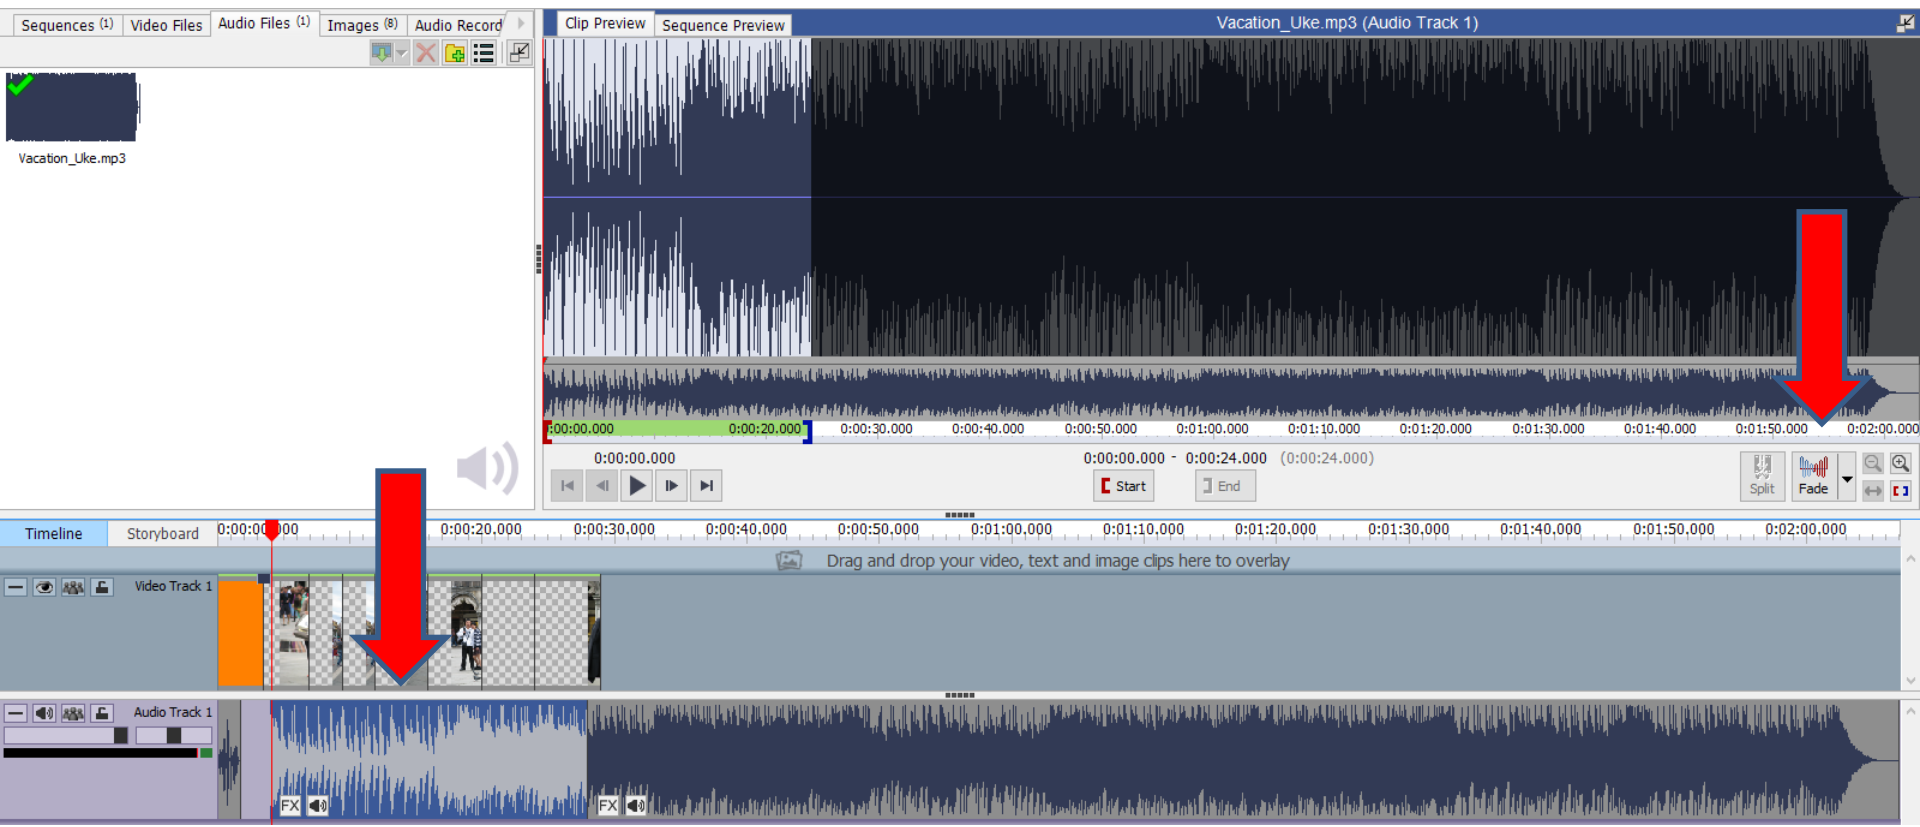 Sequences (1) Video Files Audio Files (1) Images (8) Audio Record
Clip Preview Sequence Preview Vacation_Uke.mp3 (Audio Track 1)
Vacation_Uke.mp3
:00:00.000 0:00:20.000 0:00:30.000 0:00:40.000 0:00:50.000 0:01:00.000 0:01:10.000 0:01:20.000 0:01:30.000 0:01:40.000 0:01:50.000 0:02:00.000
0:00:00.000 0:00:00.000 - 0:00:24.000 (0:00:24.000)
Start End Split Fade
Timeline Storyboard 0:00:00.000 0:00:20.000 0:00:30.000 0:00:40.000 0:00:50.000 0:01:00.000 0:01:10.000 0:01:20.000 0:01:30.000 0:01:40.000 0:01:50.000 0:02:00.000
Drag and drop your video, text and image clips here to overlay
Video Track 1
Audio Track 1
FX FX